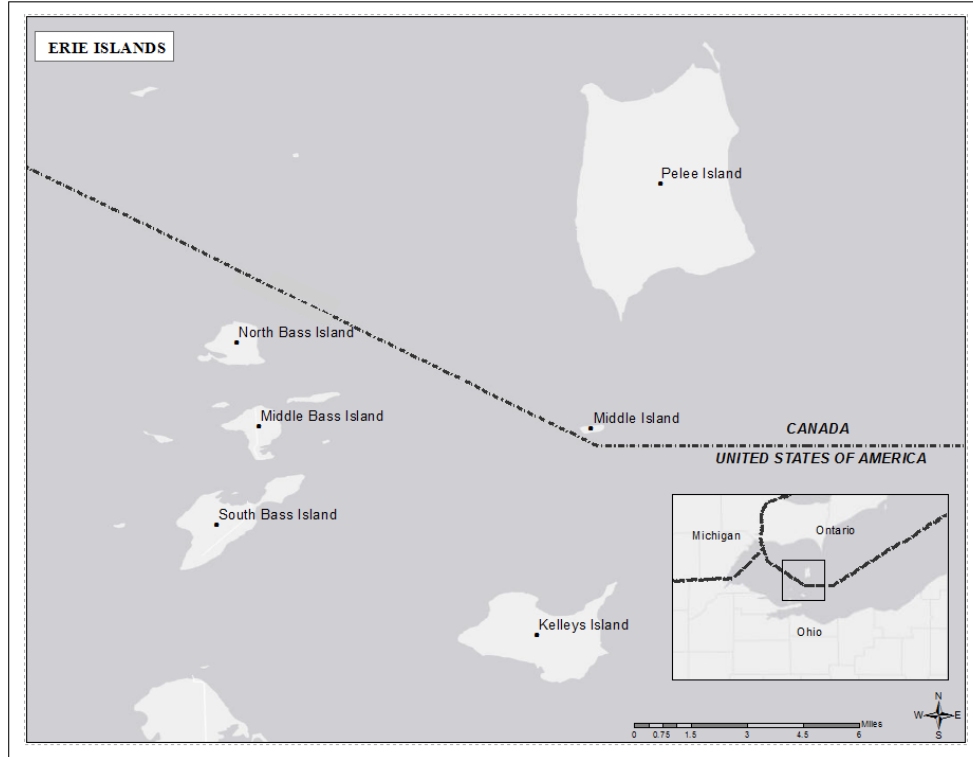 ERIE ISLANDS
Pelee Island
North Bass Island
Middle Bass Island
Middle Island
CANADA
UNITED STATES OF AMERICA
South Bass Island
Michigan
Ontario
Kelleys Island
Ohio
N
W E
S
Miles
0 0.75 1.5 3 4.5 6